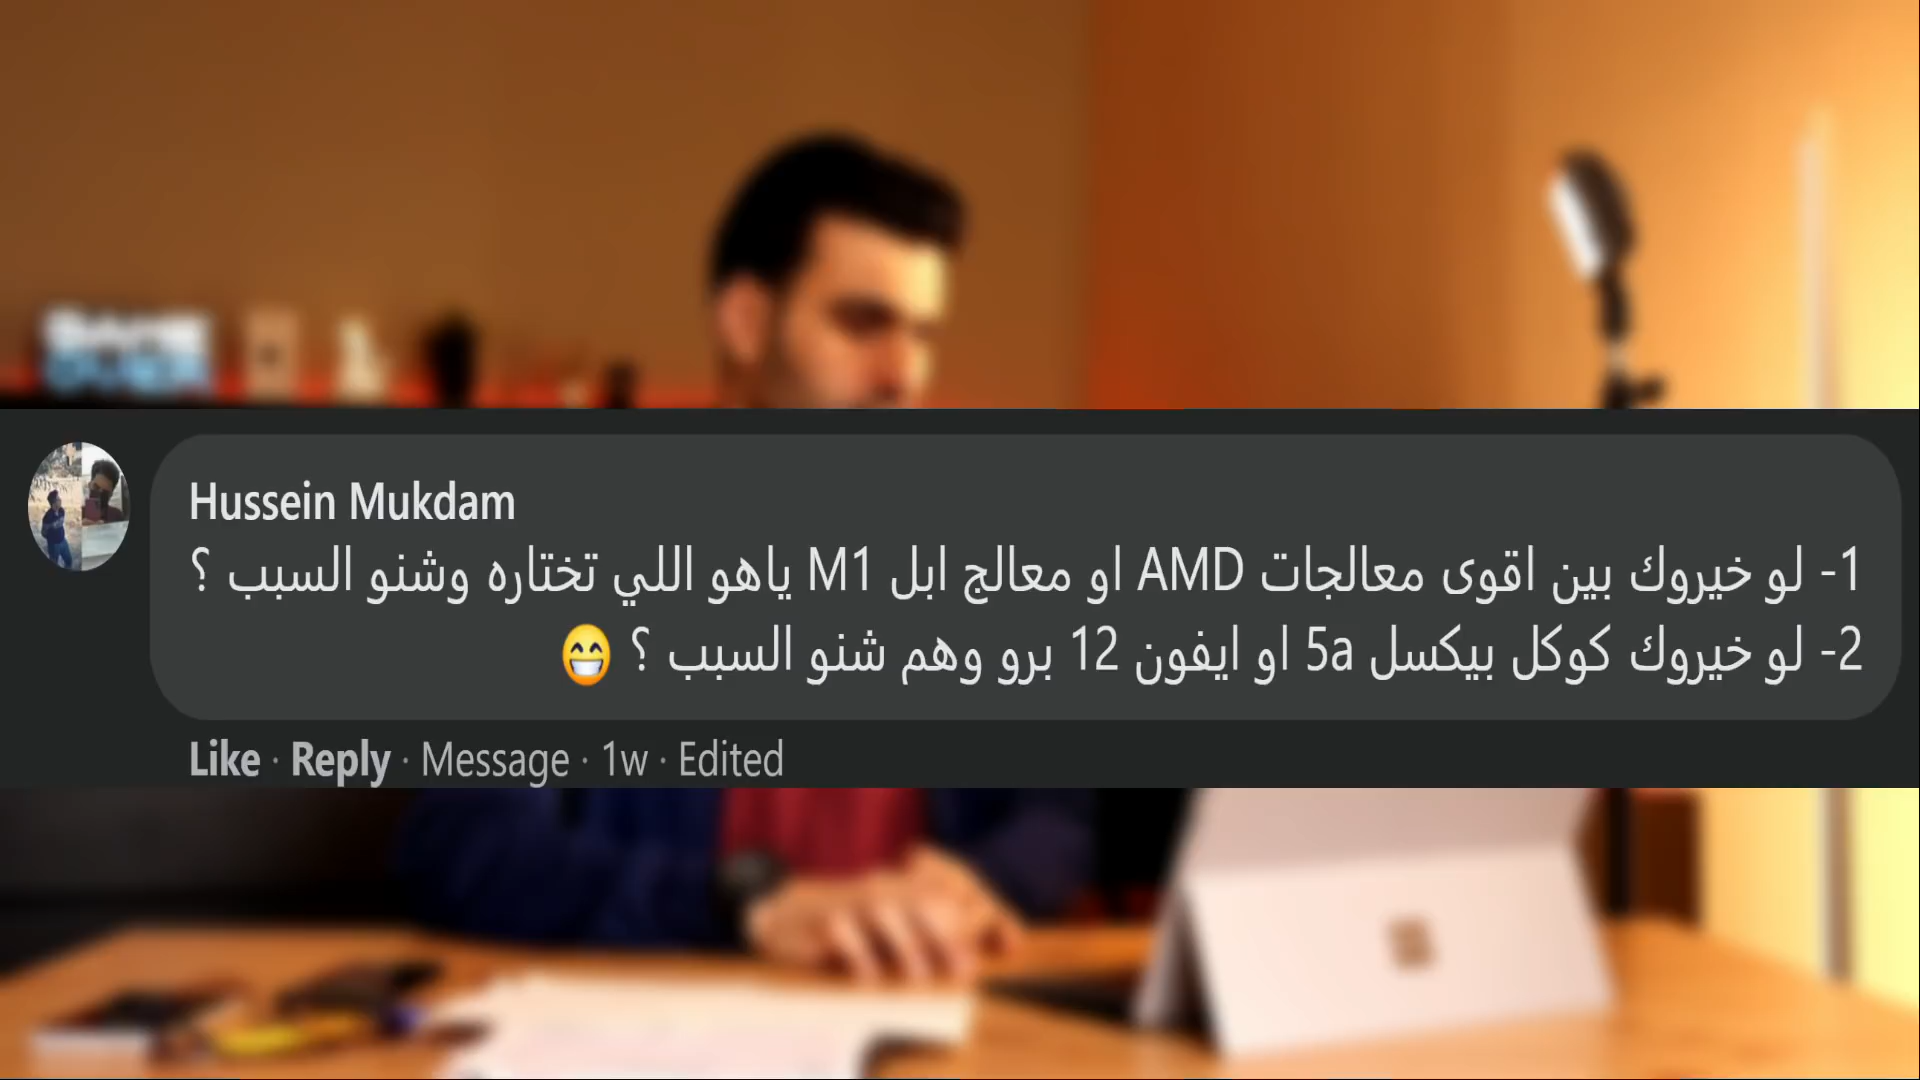 Hussein Mukdam
1- لو خيروك بين اقوى معالجات AMD او معالج ابل M1 ياهو اللي تختاره وشنو السبب ؟
2- لو خيروك كوكل بيكسل 5a او ايفون 12 برو وهم شنو السبب ؟ 😁
Like · Reply · Message · 1w · Edited